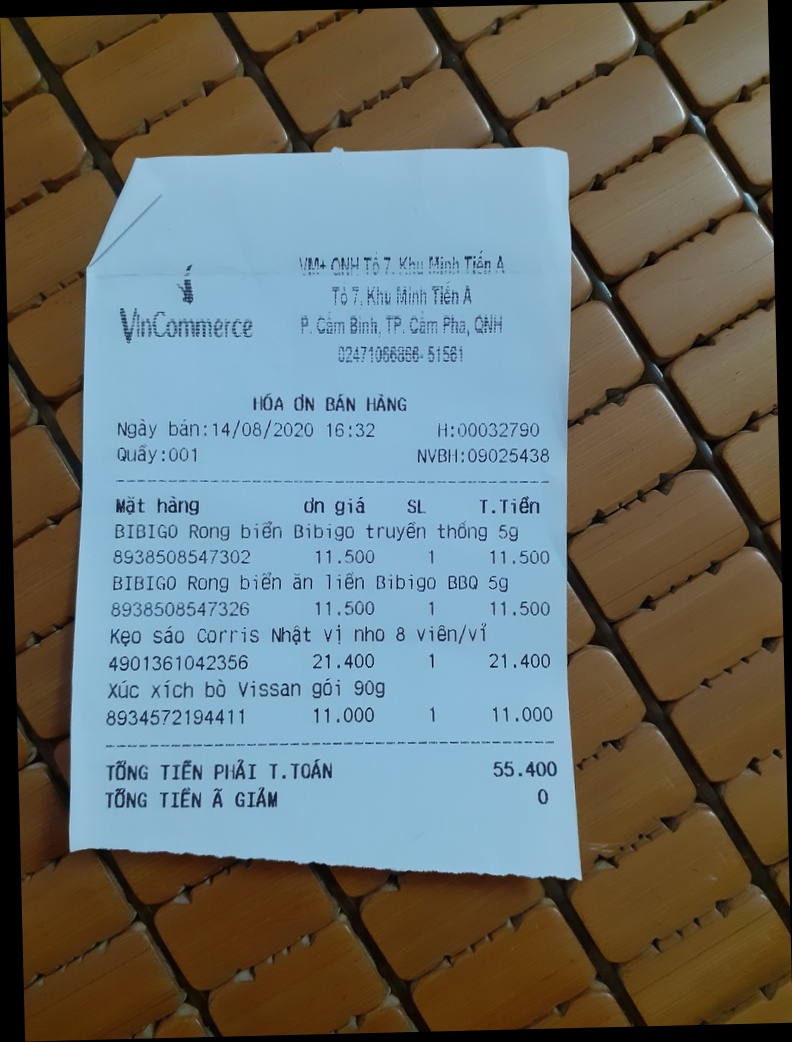 VinCommerce
VM+ QNH Tổ 7, Khu Minh Tiến A
Tổ 7, Khu Minh Tiến A
P. Cẩm Bình, TP. Cẩm Pha, QNH
02471066866-51561
HÓA ƠN BÁN HÀNG
Ngày bán:14/08/2020 16:32 H:00032790
Quầy:001 NVBH:09025438
Mặt hàng ơn giá SL T.Tiền
BIBIGO Rong biển Bibigo truyền thống 5g
8938508547302 11.500 1 11.500
BIBIGO Rong biển ăn liền Bibigo BBQ 5g
8938508547326 11.500 1 11.500
Kẹo sáo Corris Nhật vị nho 8 viên/vỉ
4901361042356 21.400 1 21.400
Xúc xích bò Vissan gói 90g
8934572194411 11.000 1 11.000
TỔNG TIỀN PHẢI T.TOÁN 55.400
TỔNG TIỀN Ã GIẢM 0